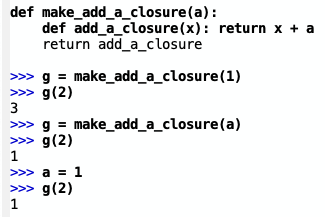 def make_add_a_closure(a):
    def add_a_closure(x): return x + a
    return add_a_closure
>>> g = make_add_a_closure(1)
>>> g(2)
3
>>> g = make_add_a_closure(a)
>>> g(2)
1
>>> a = 1
>>> g(2)
1